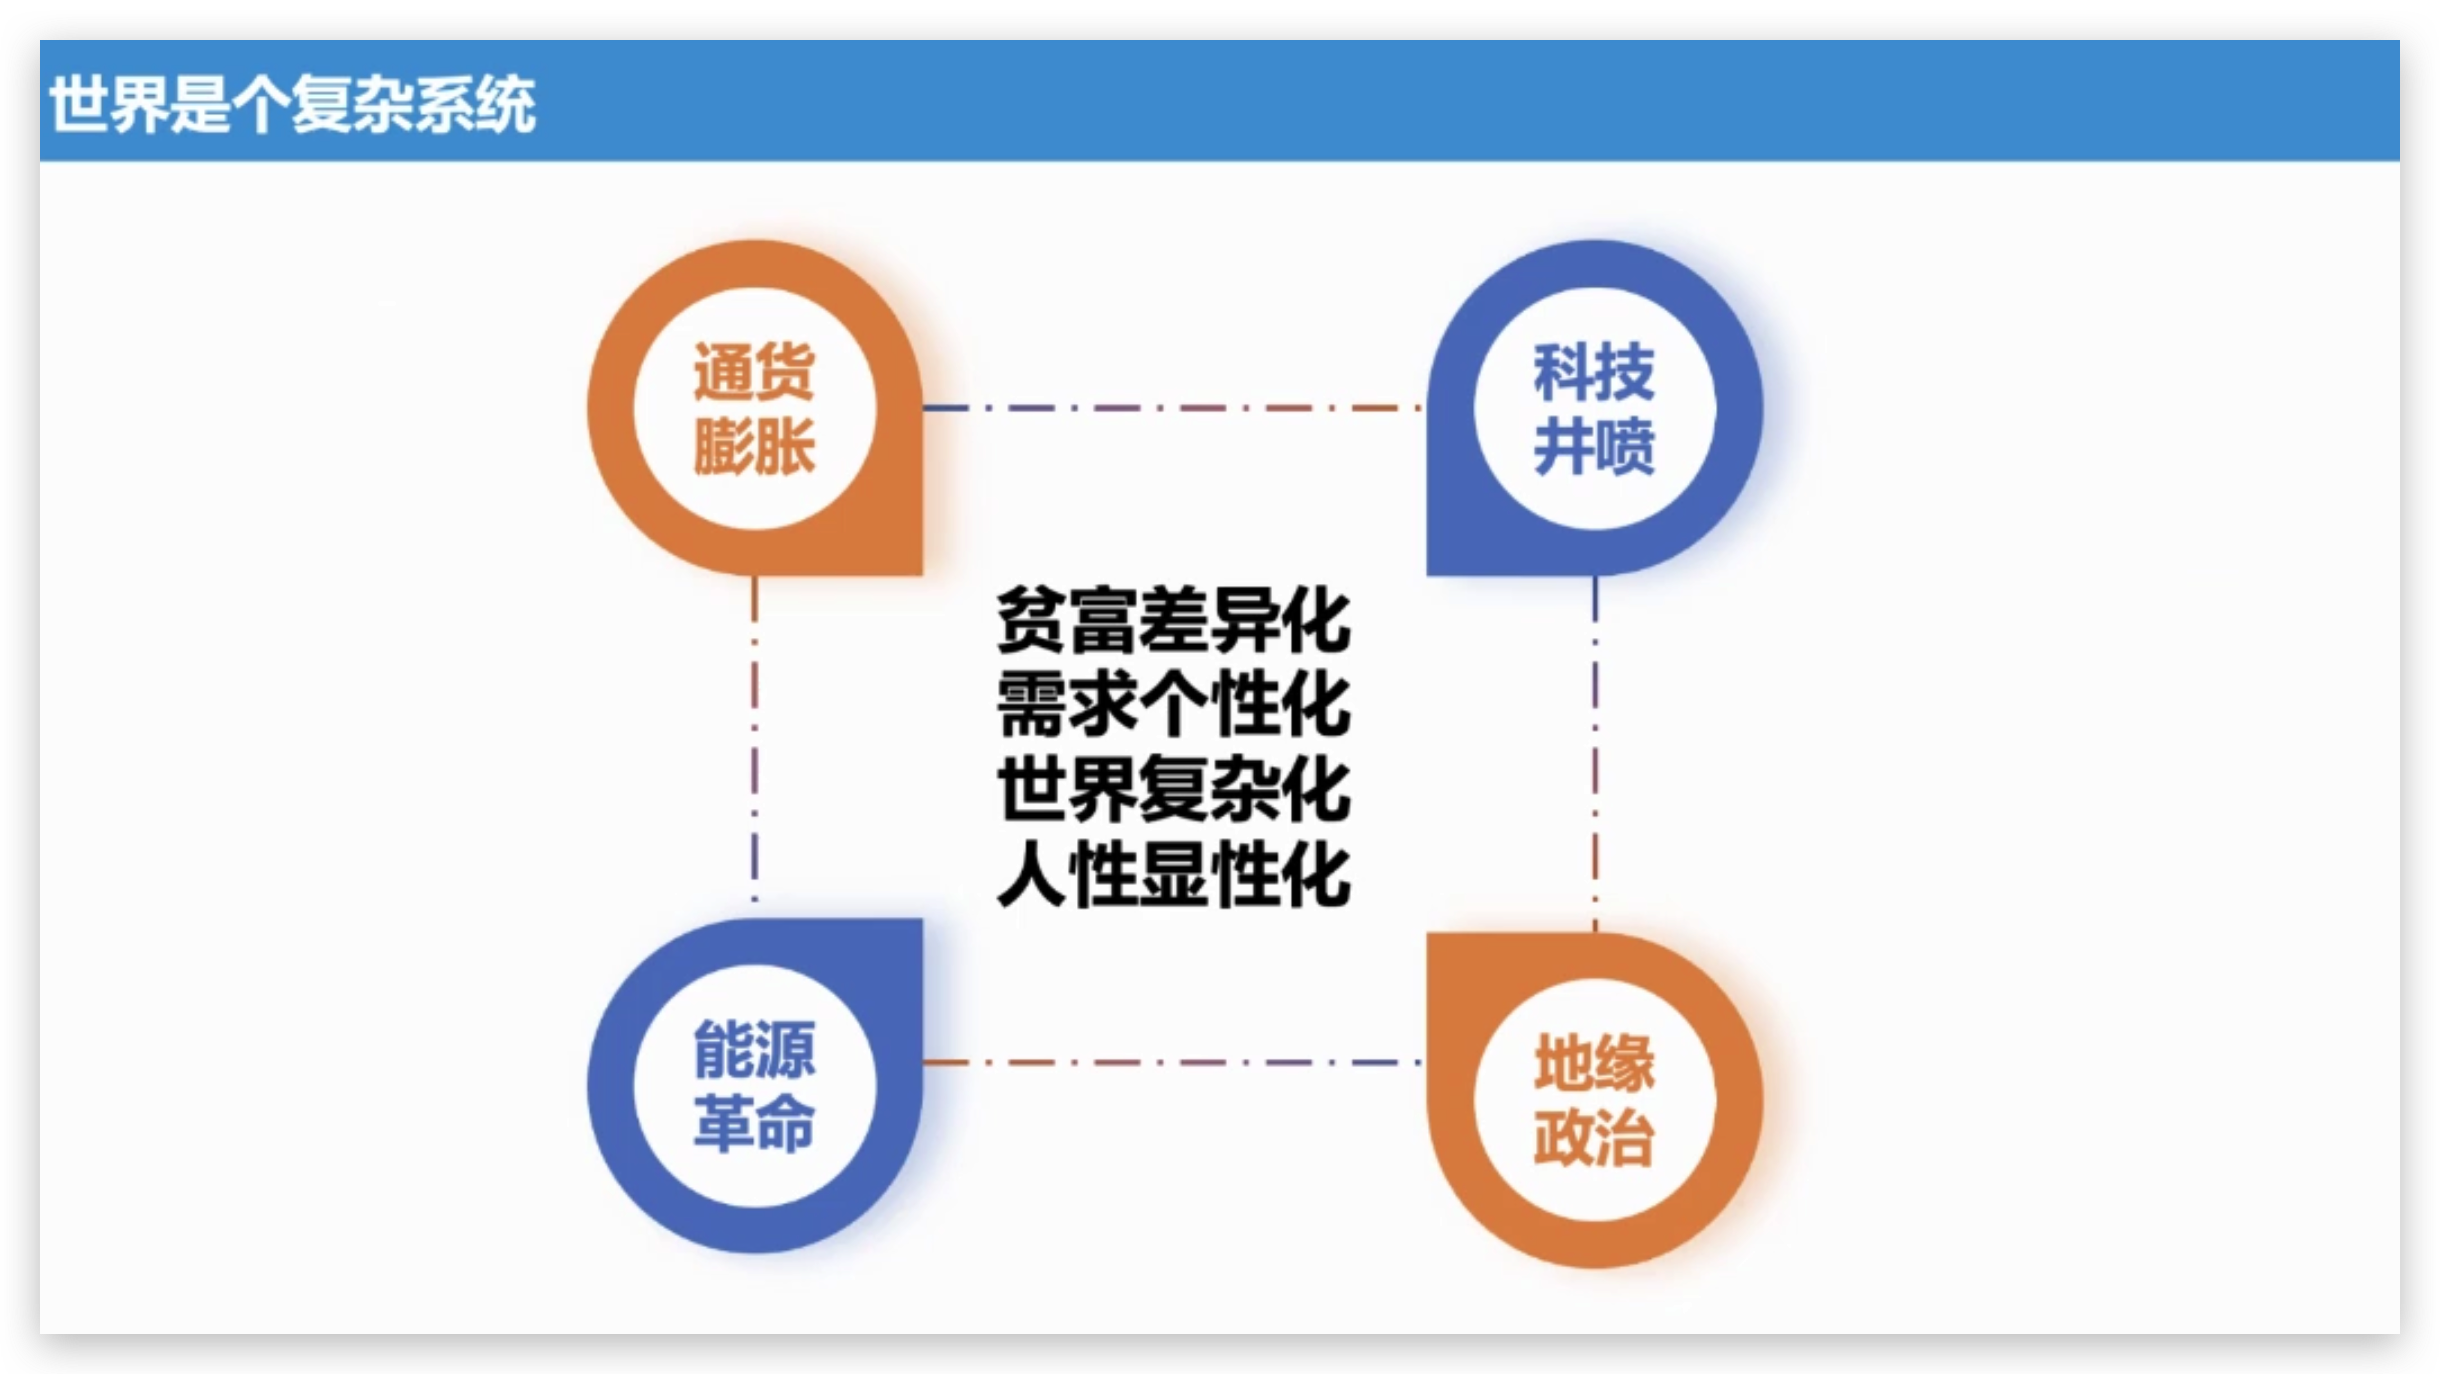 世界是个复杂系统
通货
膨胀
科技
井喷
贫富差异化
需求个性化
世界复杂化
人性显性化
能源
革命
地缘
政治